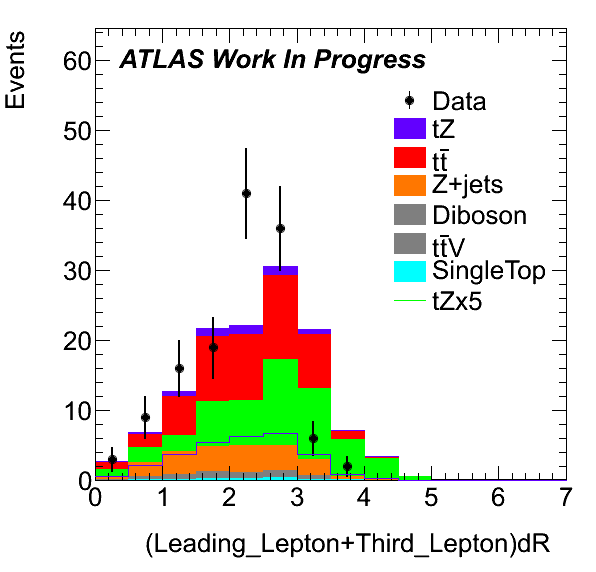 ATLAS Work In Progress
Events
60
50
40
30
20
10
0
Data
tZ
tt̄
Z+jets
Diboson
tt̄V
SingleTop
tZx5
0 1 2 3 4 5 6 7
(Leading_Lepton+Third_Lepton)dR